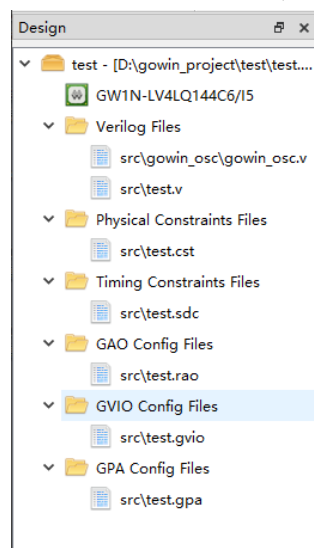 Design
test - [D:\gowin_project\test\test....
GW1N-LV4LQ144C6/I5
Verilog Files
src\gowin_osc\gowin_osc.v
src\test.v
Physical Constraints Files
src\test.cst
Timing Constraints Files
src\test.sdc
GAO Config Files
src\test.rao
GVIO Config Files
src\test.gvio
GPA Config Files
src\test.gpa